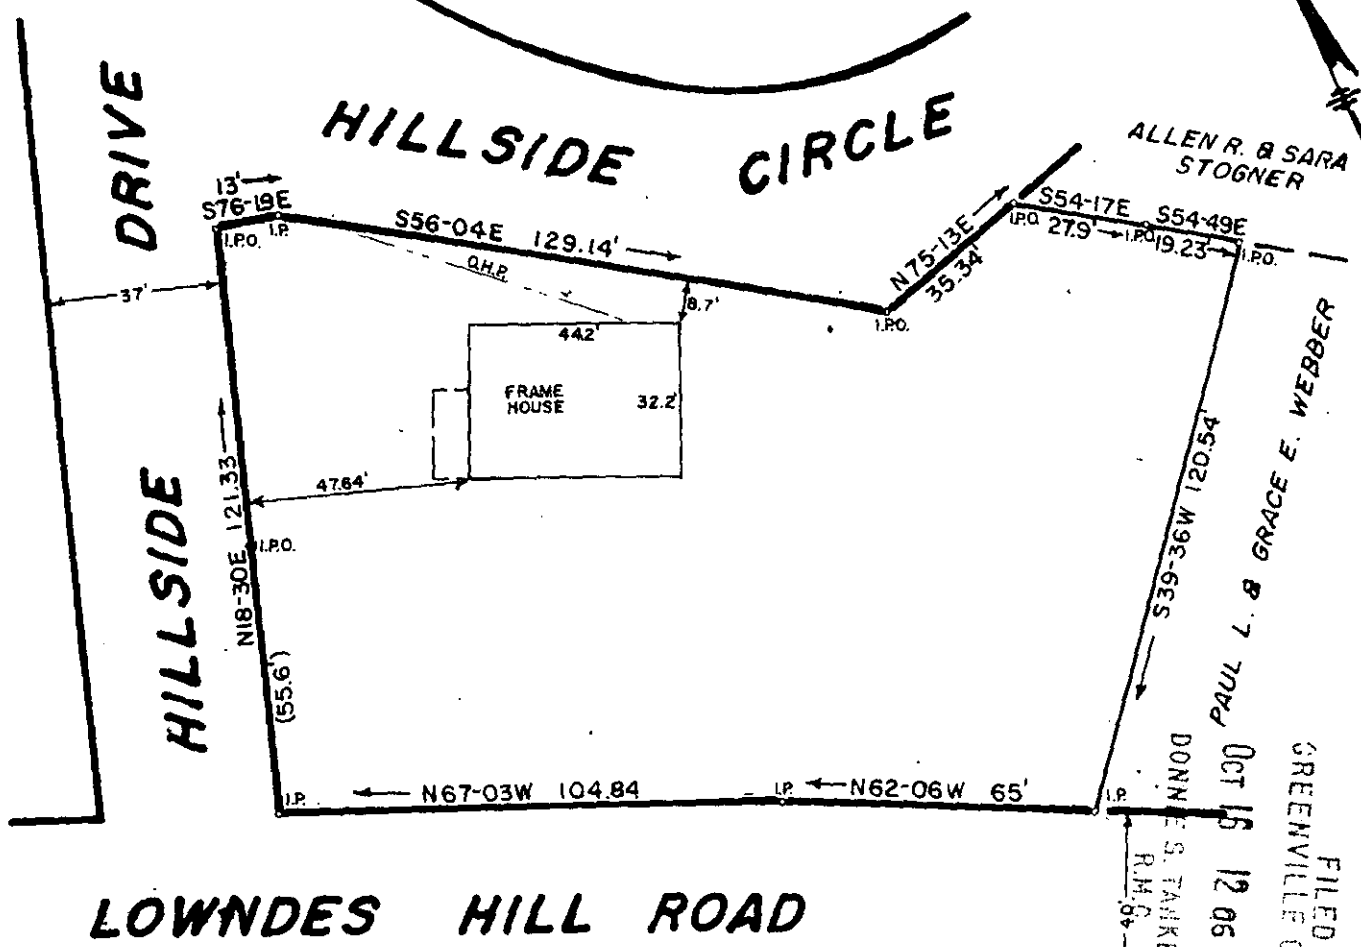 HILLSIDE CIRCLE
HILLSIDE DRIVE
ALLEN R. & SARA
STOGNER
13'
S76-19E
I.P.O.
I.P.
S56-04E 129.14'
O.H.P.
N75-13E
35.34'
I.P.O.
S54-17E
I.P.O.
27.9'
I.P.O.
S54-49E
19.23'
I.P.O.
37'
8.7'
44.2'
FRAME
HOUSE
32.2'
47.64'
N18-30E 121.33
I.P.O.
(55.6')
S39-36W 120.54'
PAUL L. & GRACE E. WEBBER
I.P.
N67-03W 104.84
I.P.
N62-06W 65'
I.P.
LOWNDES HILL ROAD
FILED
GREENVILLE
OCT 16 12 06
DONNIE S. TANKE
R.M.C.